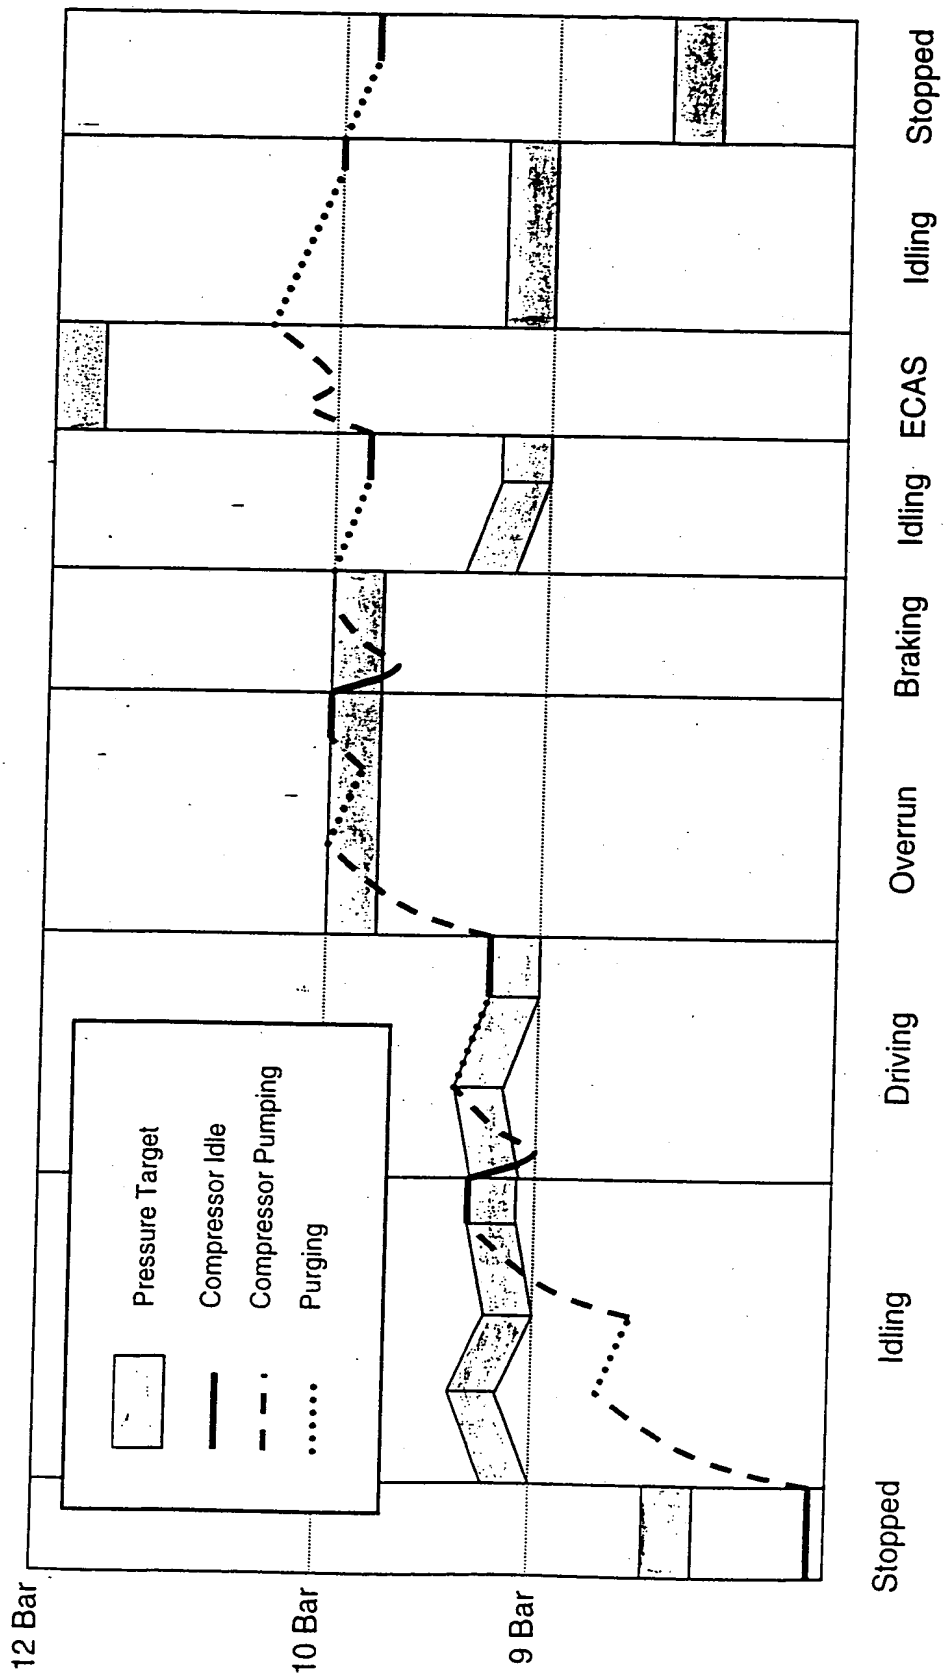 12 Bar
10 Bar
9 Bar
Pressure Target
Compressor Idle
Compressor Pumping
Purging
Stopped
Idling
Driving
Overrun
Braking
Idling
ECAS
Idling
Stopped